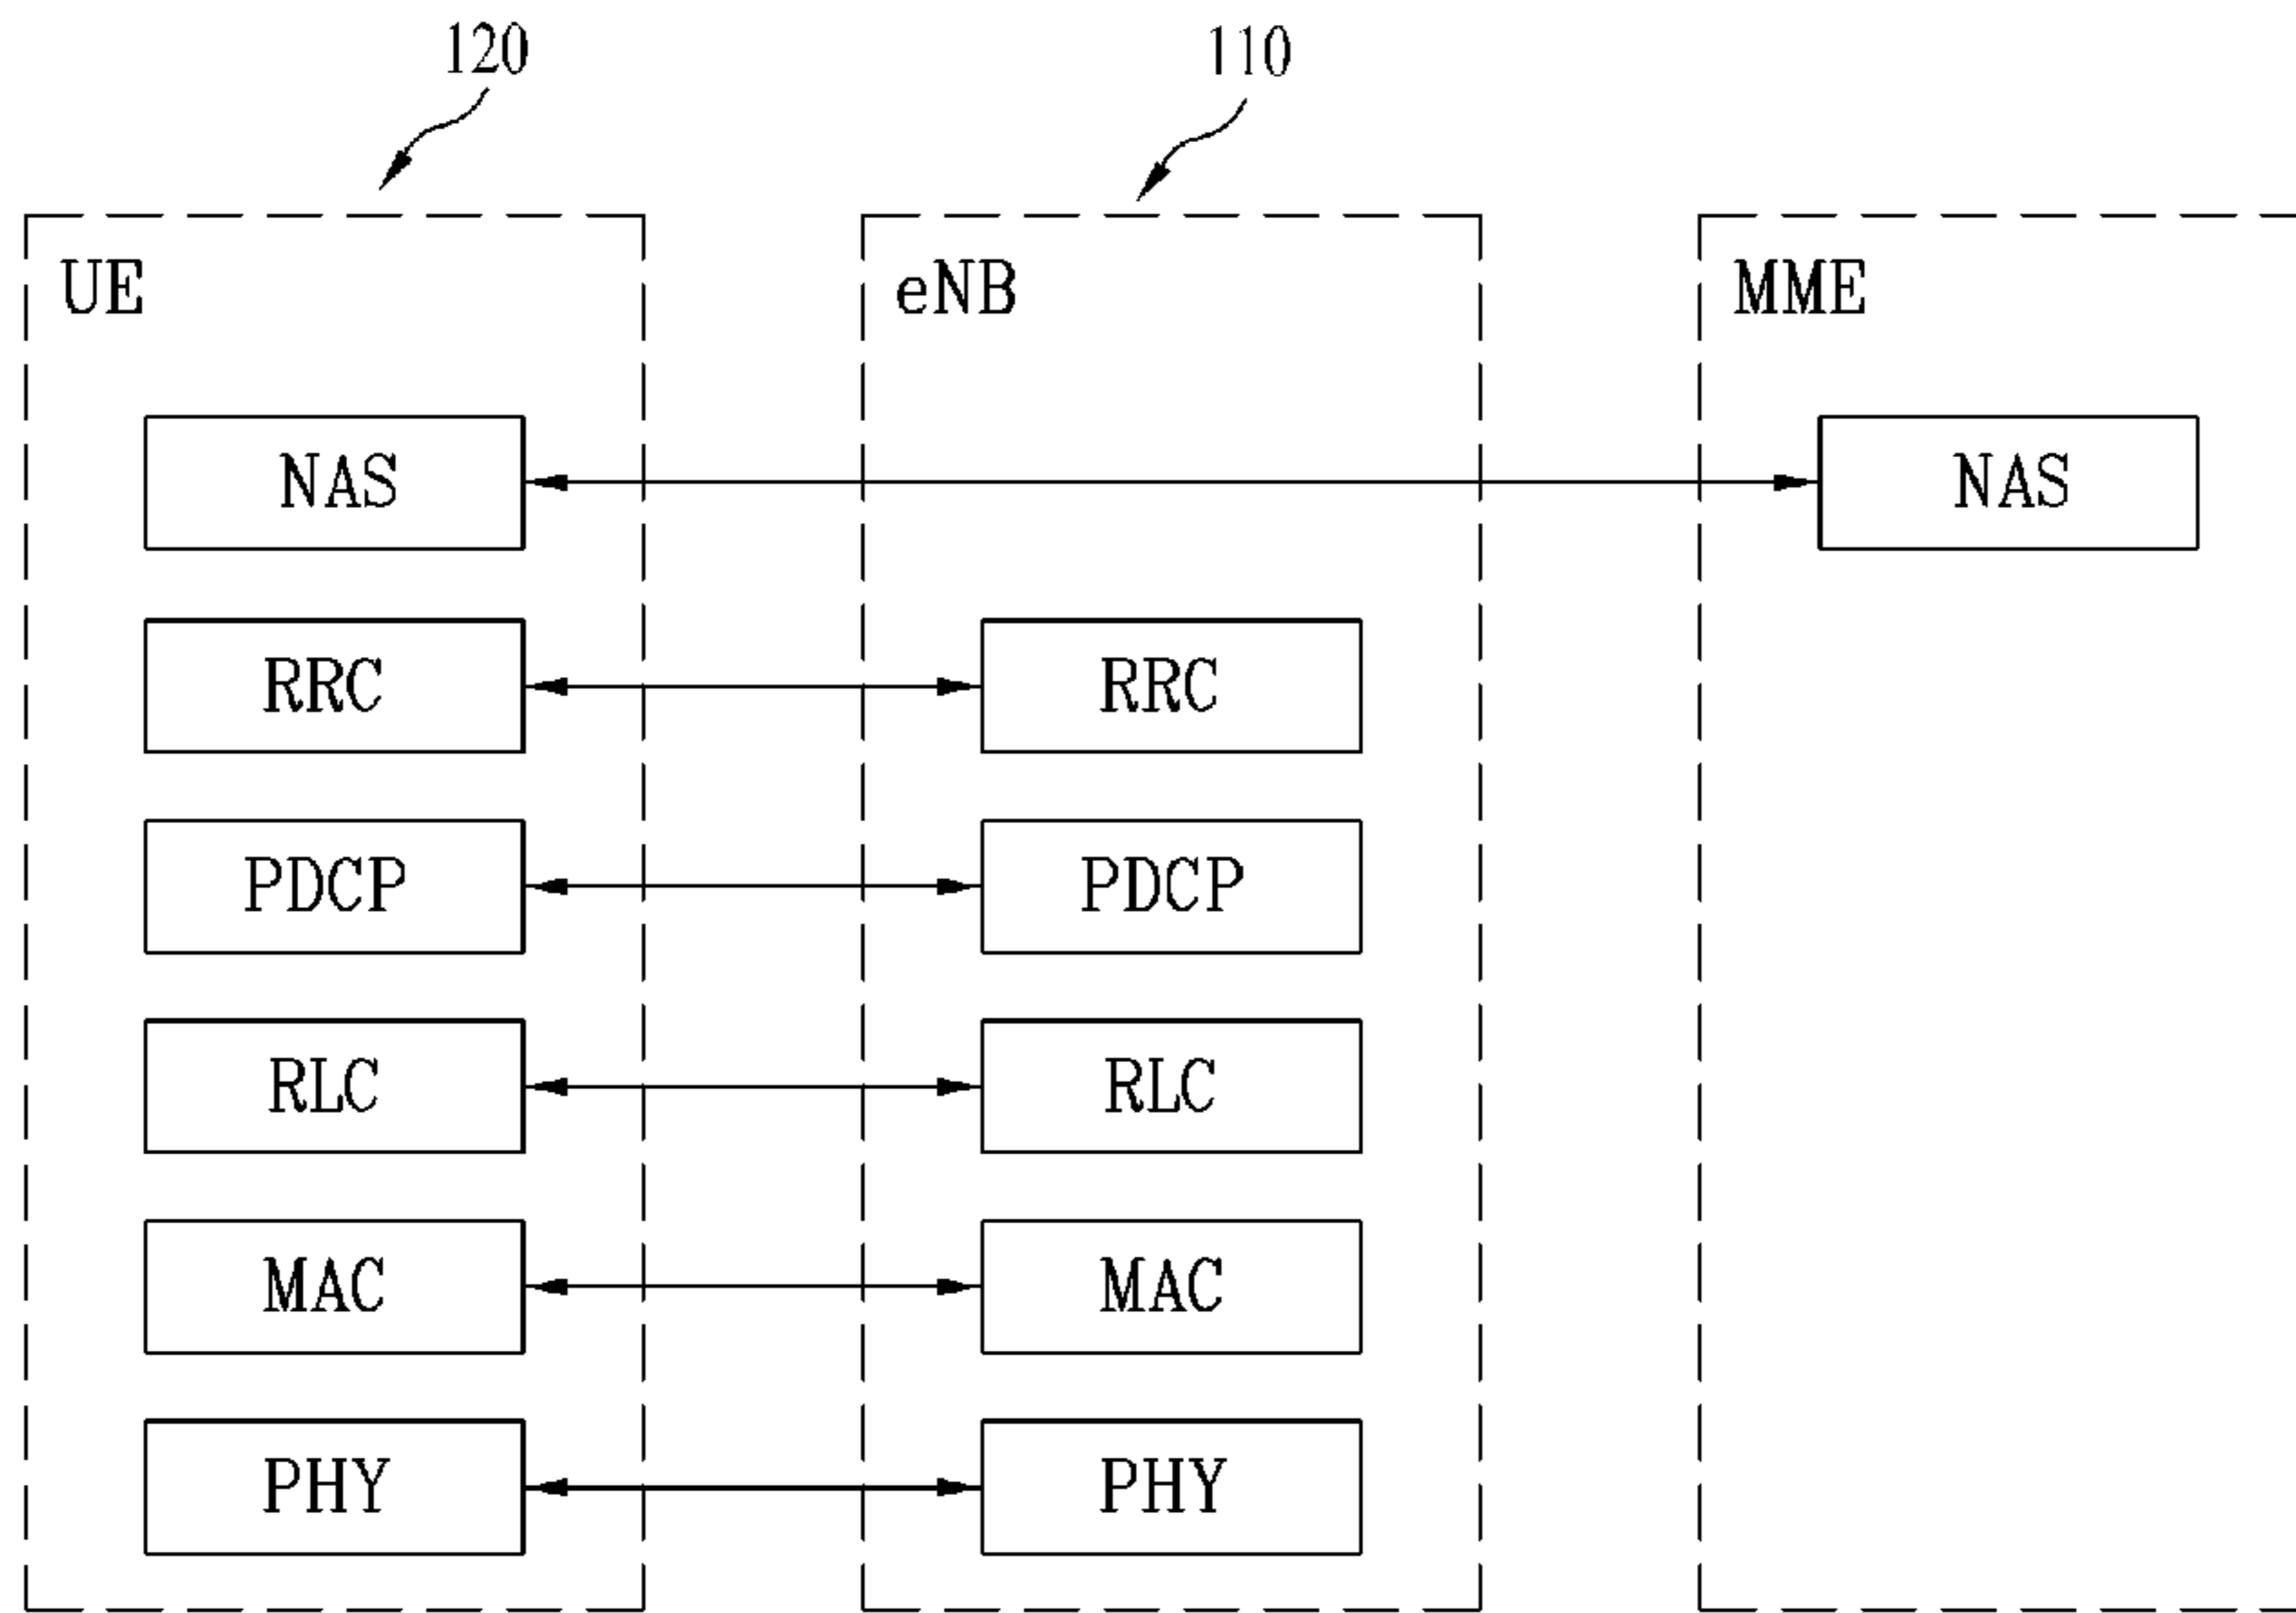 120 110
UE eNB MME
NAS NAS
RRC RRC
PDCP PDCP
RLC RLC
MAC MAC
PHY PHY